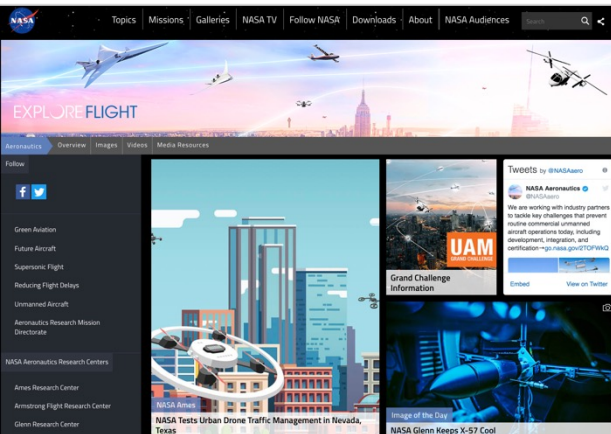 NASA
Topics
Missions
Galleries
NASA TV
Follow NASA
Downloads
About
NASA Audiences
Search
EXPLORE FLIGHT
Aeronautics
Overview
Images
Videos
Media Resources
Follow
Green Aviation
Future Aircraft
Supersonic Flight
Reducing Flight Delays
Unmanned Aircraft
Aeronautics Research Mission
Directorate
NASA Aeronautics Research Centers
Ames Research Center
Armstrong Flight Research Center
Glenn Research Center
NASA Ames
NASA Tests Urban Drone Traffic Management in Nevada,
Texas
UAM
GRAND CHALLENGE
Grand Challenge
Information
Tweets by @NASAaero
NASA Aeronautics
@NASAaero
We are working with industry partners
to tackle key challenges that prevent
routine commercial unmanned
aircraft operations today, including
development, integration, and
certification→go.nasa.gov/2TOFWkQ
Embed
View on Twitter
Image of the Day
NASA Glenn Keeps X-57 Cool